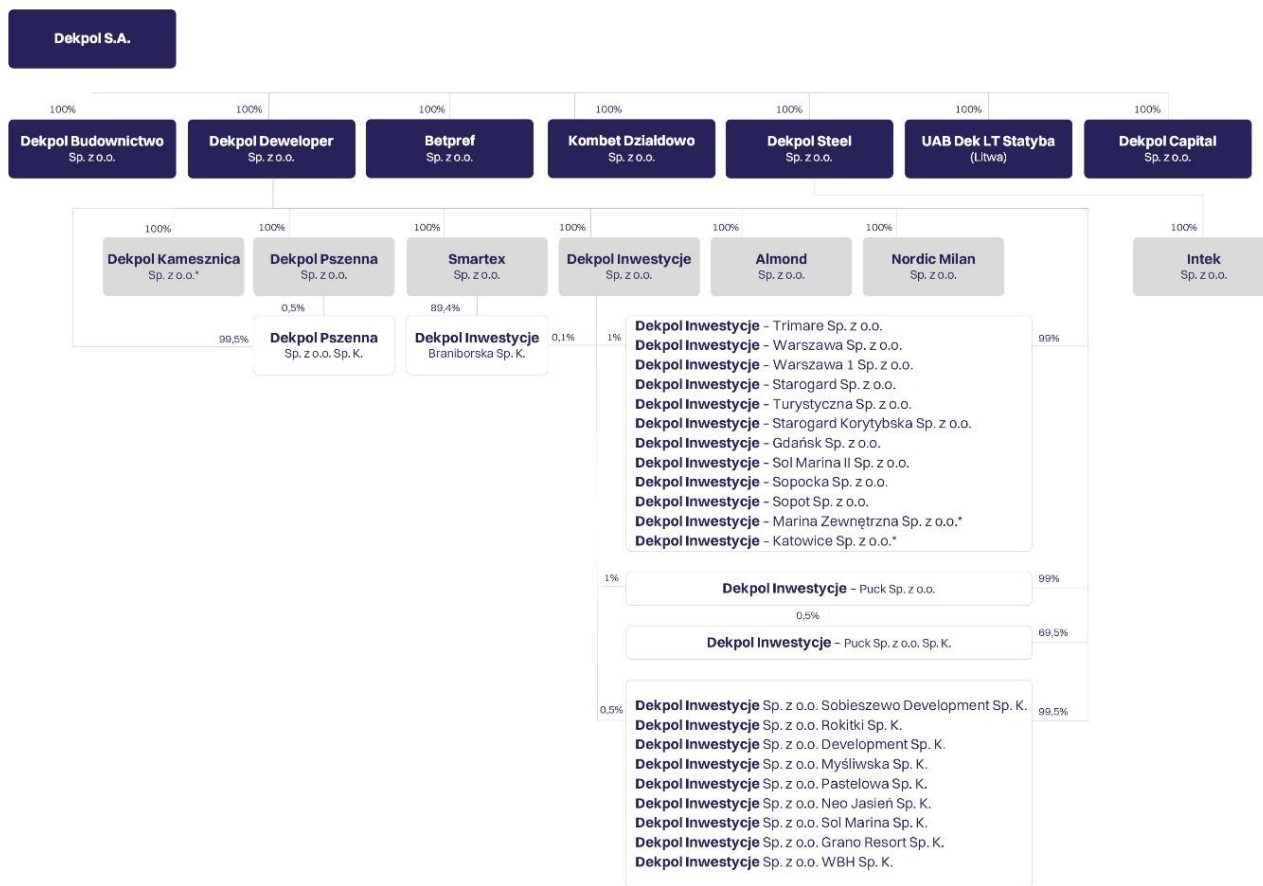 Dekpol S.A.
100%
100%
100%
100%
100%
100%
100%
Dekpol Budownictwo
Sp. z o.o.
Dekpol Deweloper
Sp. z o.o.
Betpref
Sp. z o.o.
Kombet Działdowo
Sp. z o.o.
Dekpol Steel
Sp. z o.o.
UAB Dek LT Statyba
(Litwa)
Dekpol Capital
Sp. z o.o.
100%
100%
100%
100%
100%
100%
100%
Dekpol Kamesznica
Sp. z o.o.*
Dekpol Pszenna
Sp. z o.o.
Smartex
Sp. z o.o.
Dekpol Inwestycje
Sp. z o.o.
Almond
Sp. z o.o.
Nordic Milan
Sp. z o.o.
Intek
Sp. z o.o.
0,5%
89,4%
99,5%
Dekpol Pszenna
Sp. z o.o. Sp. K.
Dekpol Inwestycje
Braniborska Sp. K.
0,1%
1%
Dekpol Inwestycje – Trimare Sp. z o.o.
Dekpol Inwestycje – Warszawa Sp. z o.o.
Dekpol Inwestycje – Warszawa 1 Sp. z o.o.
Dekpol Inwestycje – Starogard Sp. z o.o.
Dekpol Inwestycje – Turystyczna Sp. z o.o.
Dekpol Inwestycje – Starogard Korytybska Sp. z o.o.
Dekpol Inwestycje – Gdańsk Sp. z o.o.
Dekpol Inwestycje – Sol Marina II Sp. z o.o.
Dekpol Inwestycje – Sopocka Sp. z o.o.
Dekpol Inwestycje – Sopot Sp. z o.o.
Dekpol Inwestycje – Marina Zewnętrzna Sp. z o.o.*
Dekpol Inwestycje – Katowice Sp. z o.o.*
99%
1%
Dekpol Inwestycje – Puck Sp. z o.o.
99%
0,5%
Dekpol Inwestycje – Puck Sp. z o.o. Sp. K.
69,5%
0,5%
Dekpol Inwestycje Sp. z o.o. Sobieszewo Development Sp. K.
Dekpol Inwestycje Sp. z o.o. Rokitki Sp. K.
Dekpol Inwestycje Sp. z o.o. Development Sp. K.
Dekpol Inwestycje Sp. z o.o. Myśliwska Sp. K.
Dekpol Inwestycje Sp. z o.o. Pastelowa Sp. K.
Dekpol Inwestycje Sp. z o.o. Neo Jasień Sp. K.
Dekpol Inwestycje Sp. z o.o. Sol Marina Sp. K.
Dekpol Inwestycje Sp. z o.o. Grano Resort Sp. K.
Dekpol Inwestycje Sp. z o.o. WBH Sp. K.
99,5%